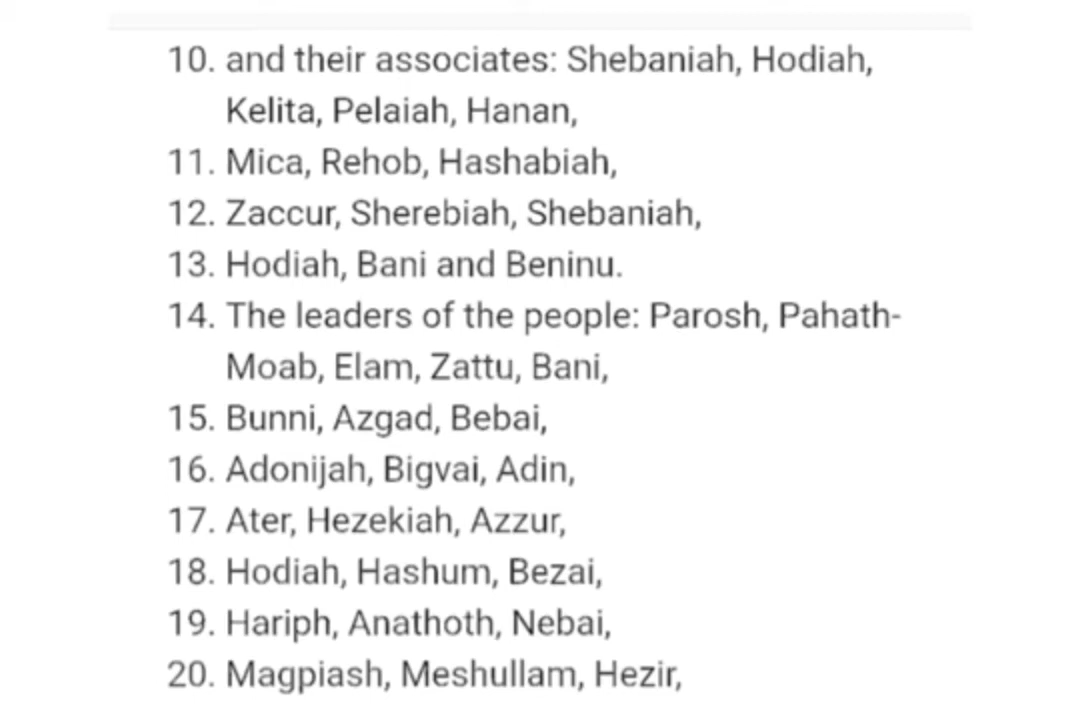 10. and their associates: Shebaniah, Hodiah,
Kelita, Pelaiah, Hanan,
11. Mica, Rehob, Hashabiah,
12. Zaccur, Sherebiah, Shebaniah,
13. Hodiah, Bani and Beninu.
14. The leaders of the people: Parosh, Pahath-
Moab, Elam, Zattu, Bani,
15. Bunni, Azgad, Bebai,
16. Adonijah, Bigvai, Adin,
17. Ater, Hezekiah, Azzur,
18. Hodiah, Hashum, Bezai,
19. Hariph, Anathoth, Nebai,
20. Magpiash, Meshullam, Hezir,